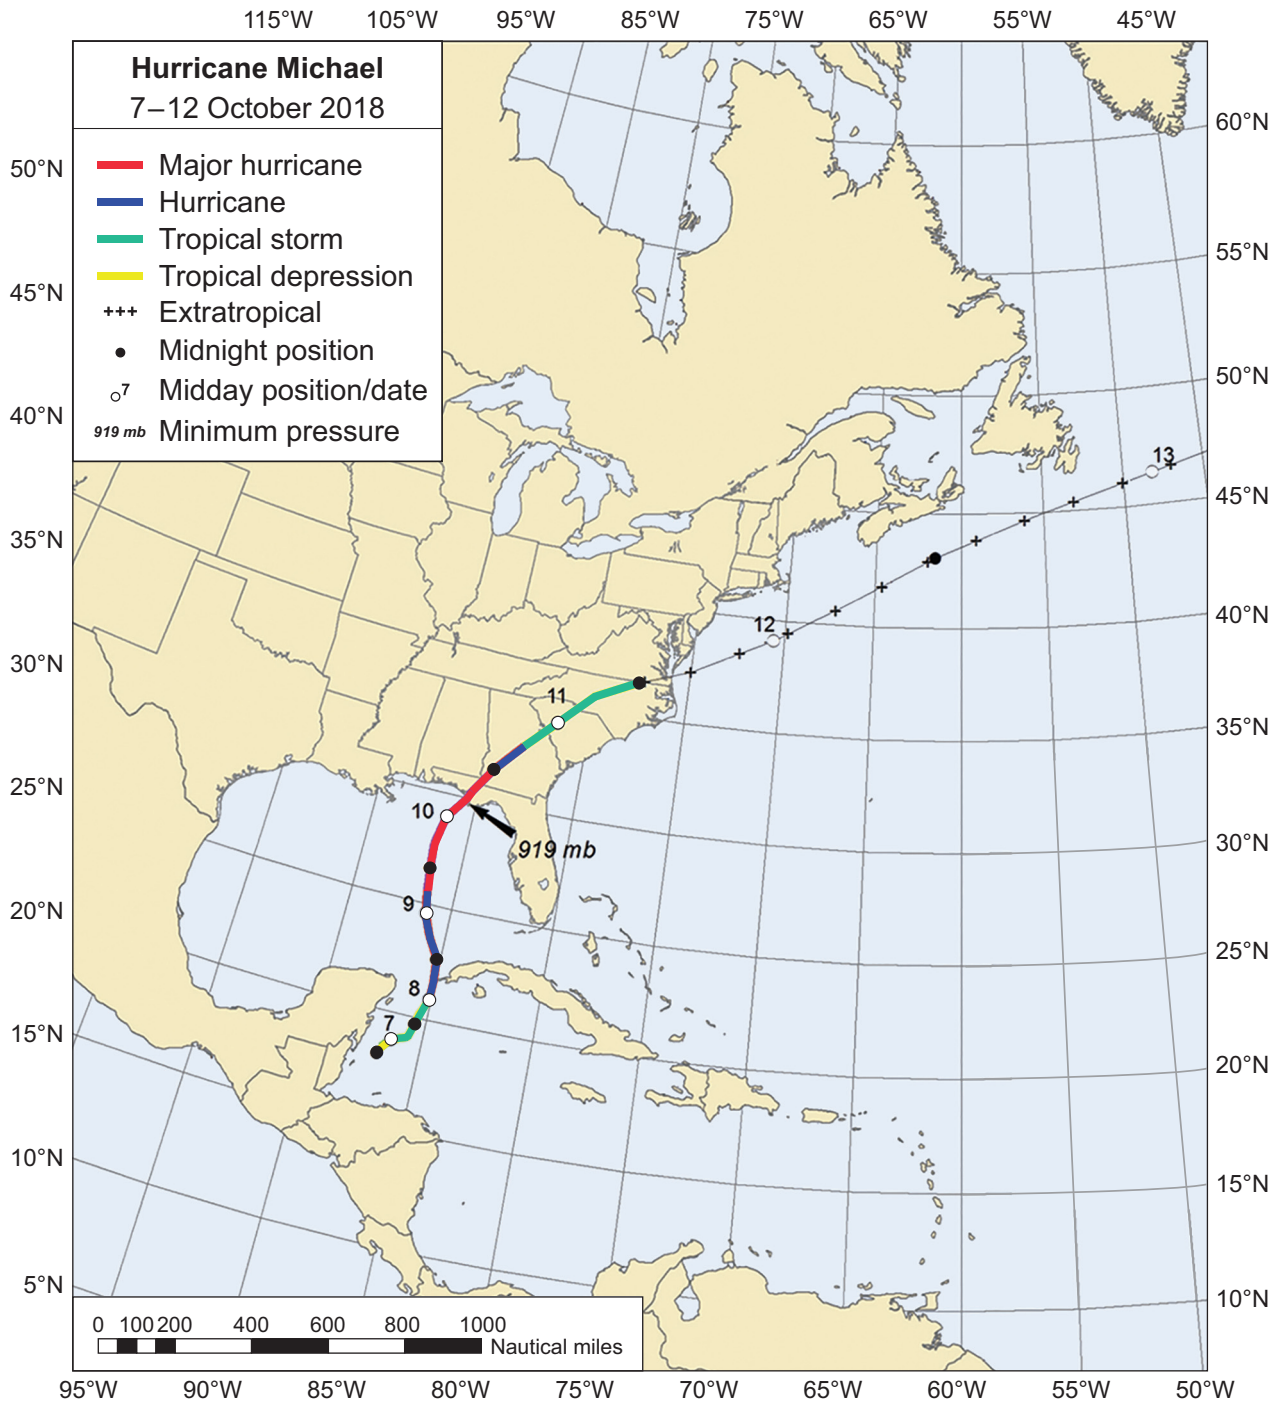 115°W 105°W 95°W 85°W 75°W 65°W 55°W 45°W
Hurricane Michael
7–12 October 2018
Major hurricane
Hurricane
Tropical storm
Tropical depression
+++ Extratropical
Midnight position
7 Midday position/date
919 mb Minimum pressure
50°N
45°N
40°N
35°N
30°N
25°N
20°N
15°N
10°N
5°N
60°N
55°N
50°N
45°N
40°N
35°N
30°N
25°N
20°N
15°N
10°N
13
12
11
10
919 mb
9
8
7
0 100 200 400 600 800 1000
Nautical miles
95°W 90°W 85°W 80°W 75°W 70°W 65°W 60°W 55°W 50°W